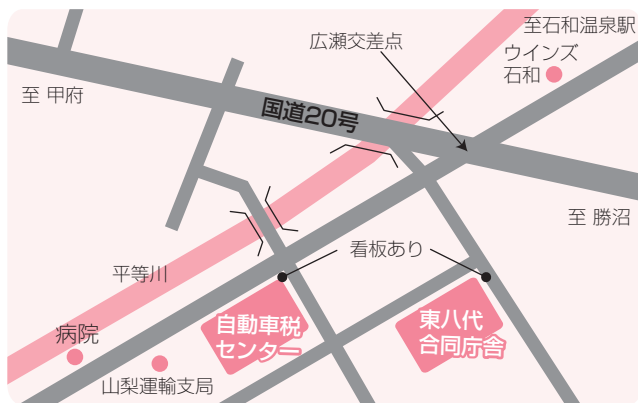 至石和温泉駅
広瀬交差点
ウインズ
石和
至 甲府
国道20号
至 勝沼
看板あり
平等川
自動車税
センター
東八代
合同庁舎
病院
山梨運輸支局